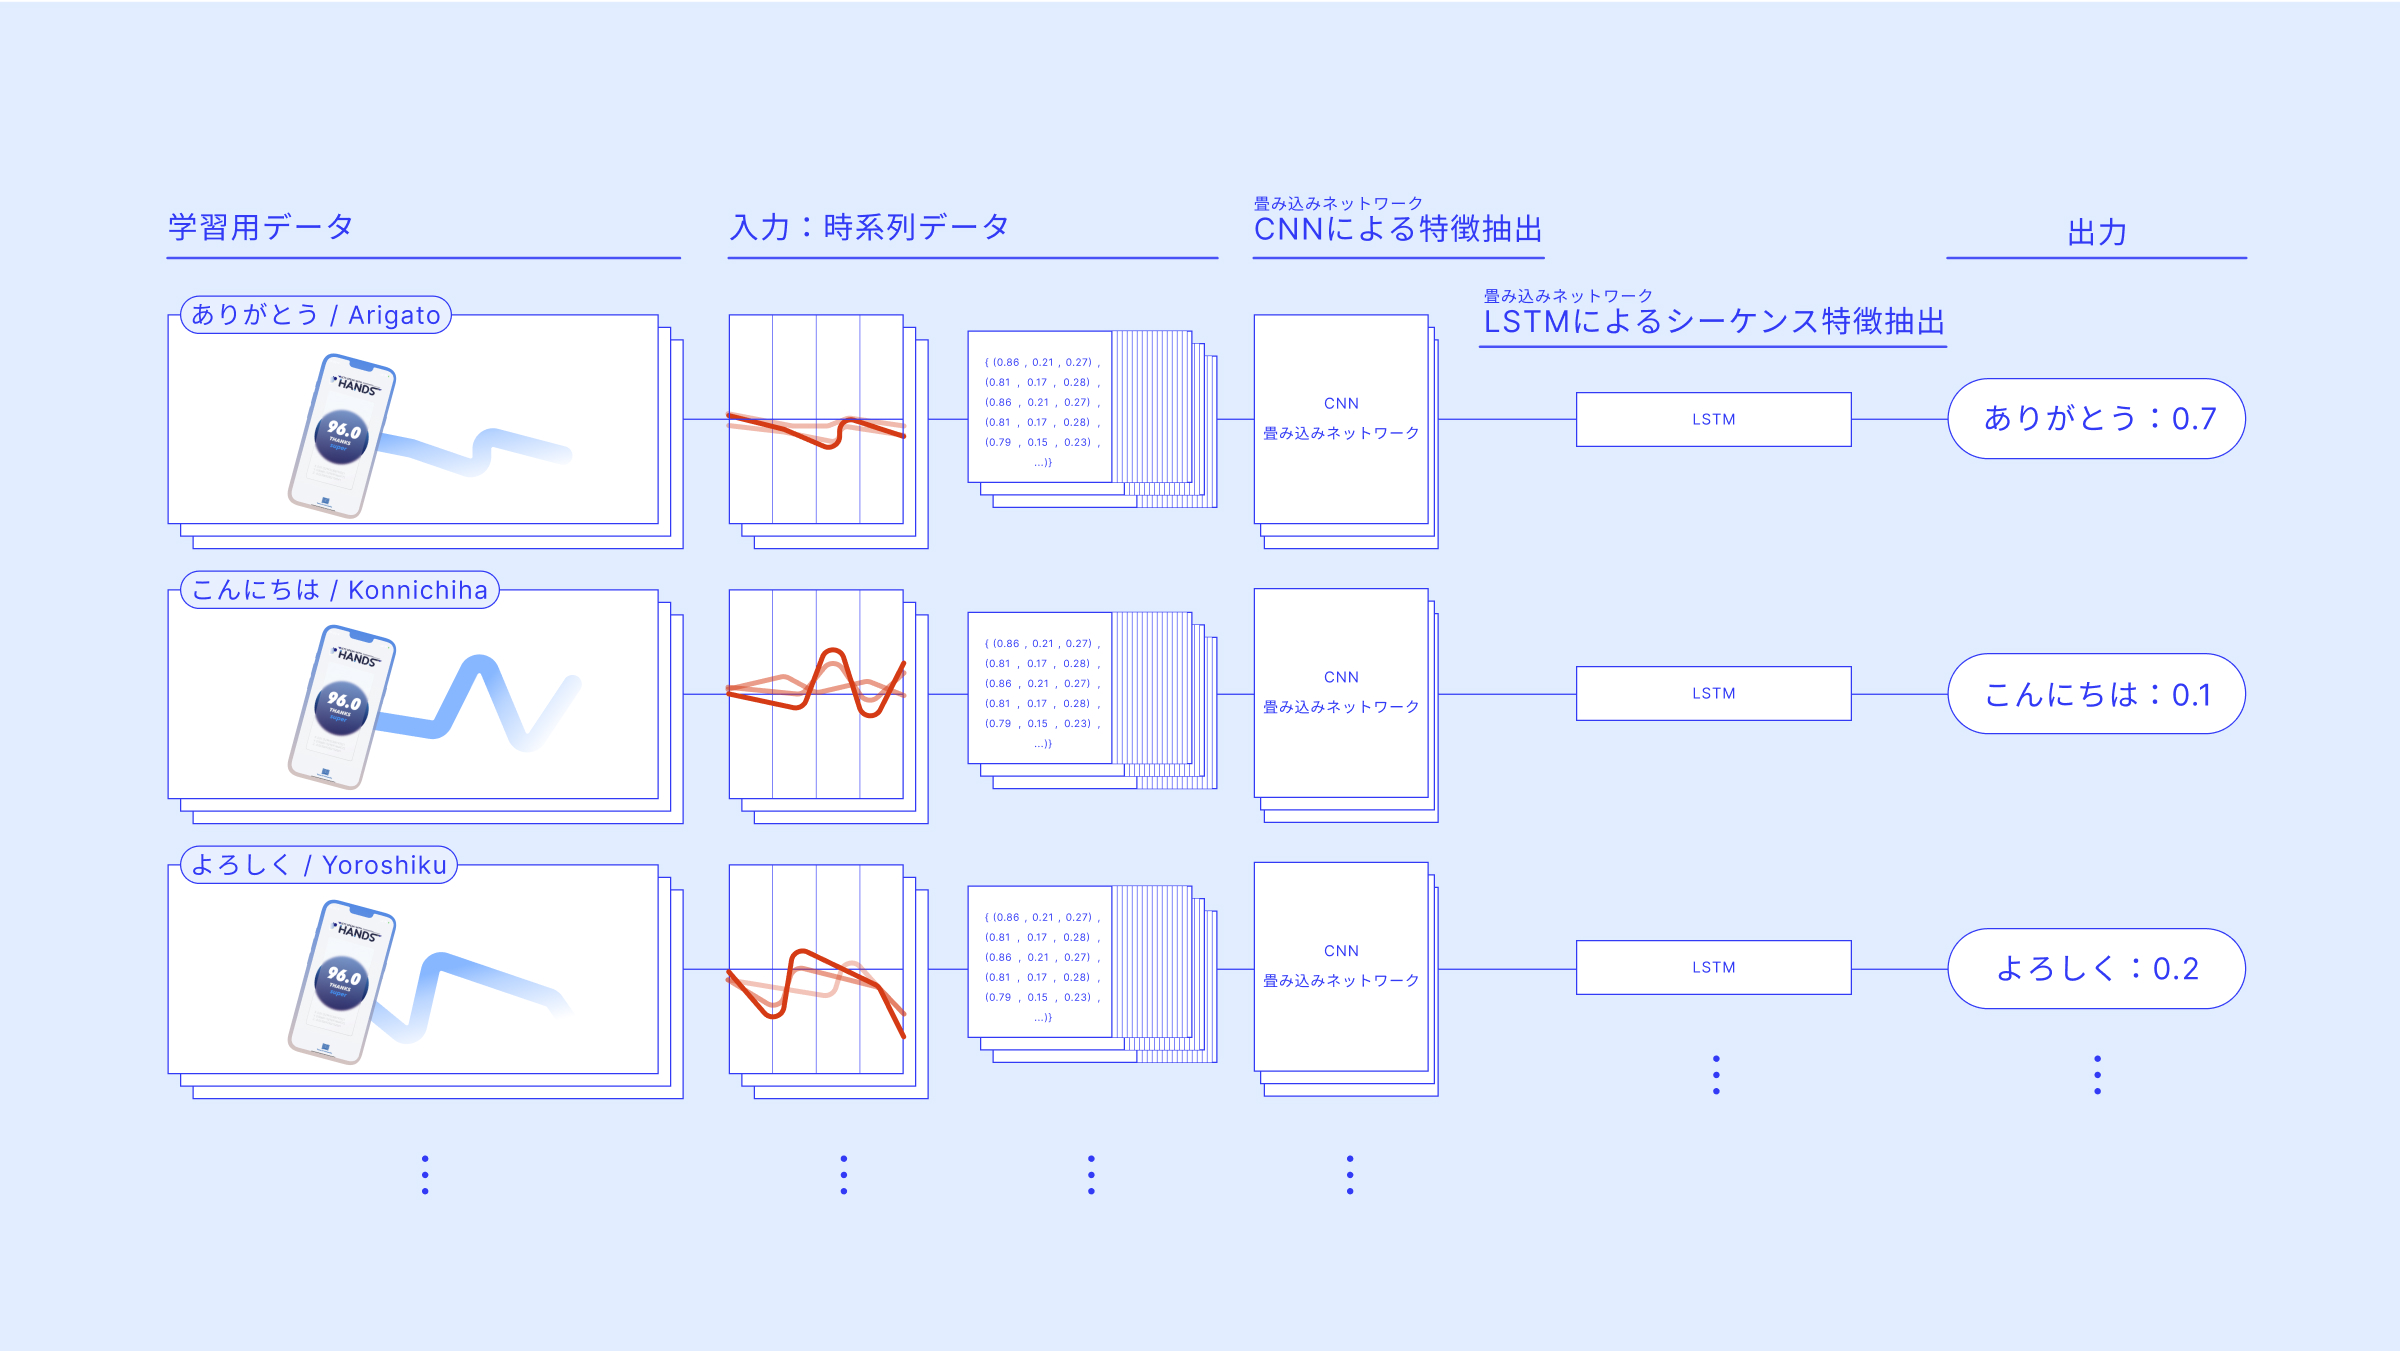 学習用データ
入力：時系列データ
畳み込みネットワーク
CNNによる特徴抽出
畳み込みネットワーク
LSTMによるシーケンス特徴抽出
出力
ありがとう / Arigato
HANDS
96.0
THANKS
super
{ (0.86 , 0.21 , 0.27) ,
(0.81 , 0.17 , 0.28) ,
(0.86 , 0.21 , 0.27) ,
(0.81 , 0.17 , 0.28) ,
(0.79 , 0.15 , 0.23) ,
...)}
CNN
畳み込みネットワーク
LSTM
ありがとう：0.7
こんにちは / Konnichiha
HANDS
96.0
THANKS
super
{ (0.86 , 0.21 , 0.27) ,
(0.81 , 0.17 , 0.28) ,
(0.86 , 0.21 , 0.27) ,
(0.81 , 0.17 , 0.28) ,
(0.79 , 0.15 , 0.23) ,
...)}
CNN
畳み込みネットワーク
LSTM
こんにちは：0.1
よろしく / Yoroshiku
HANDS
96.0
THANKS
super
{ (0.86 , 0.21 , 0.27) ,
(0.81 , 0.17 , 0.28) ,
(0.86 , 0.21 , 0.27) ,
(0.81 , 0.17 , 0.28) ,
(0.79 , 0.15 , 0.23) ,
...)}
CNN
畳み込みネットワーク
LSTM
よろしく：0.2